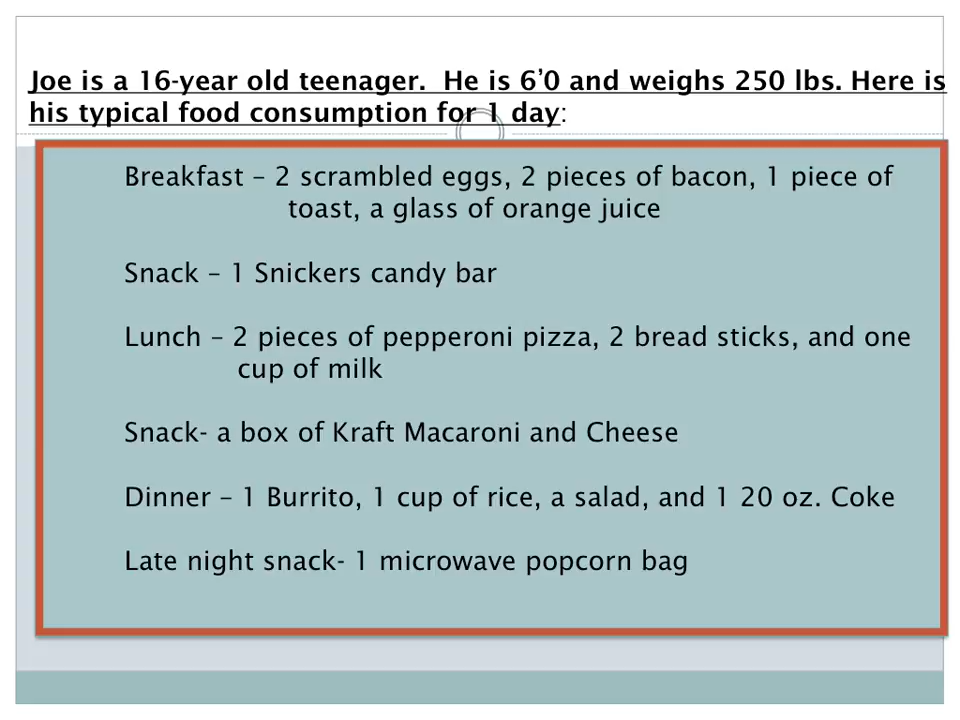 Joe is a 16-year old teenager.  He is 6’0 and weighs 250 lbs. Here is
his typical food consumption for 1 day:
Breakfast – 2 scrambled eggs, 2 pieces of bacon, 1 piece of
toast, a glass of orange juice
Snack – 1 Snickers candy bar
Lunch – 2 pieces of pepperoni pizza, 2 bread sticks, and one
cup of milk
Snack- a box of Kraft Macaroni and Cheese
Dinner – 1 Burrito, 1 cup of rice, a salad, and 1 20 oz. Coke
Late night snack- 1 microwave popcorn bag